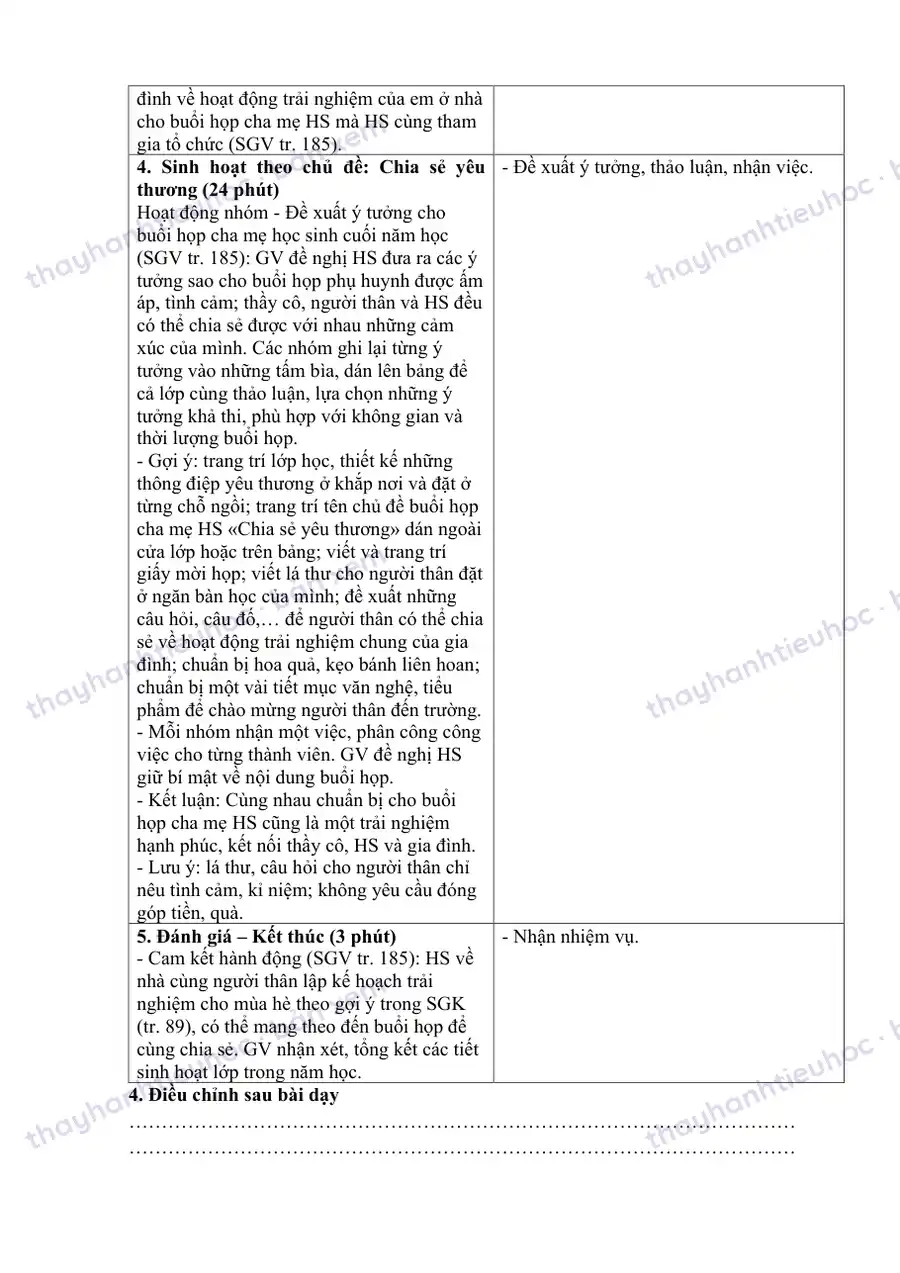 đình về hoạt động trải nghiệm của em ở nhà
cho buổi họp cha mẹ HS mà HS cùng tham
gia tổ chức (SGV tr. 185).
4. Sinh hoạt theo chủ đề: Chia sẻ yêu
thương (24 phút)
Hoạt động nhóm - Đề xuất ý tưởng cho
buổi họp cha mẹ học sinh cuối năm học
(SGV tr. 185): GV đề nghị HS đưa ra các ý
tưởng sao cho buổi họp phụ huynh được ấm
áp, tình cảm; thầy cô, người thân và HS đều
có thể chia sẻ được với nhau những cảm
xúc của mình. Các nhóm ghi lại từng ý
tưởng vào những tấm bìa, dán lên bảng để
cả lớp cùng thảo luận, lựa chọn những ý
tưởng khả thi, phù hợp với không gian và
thời lượng buổi họp.
- Gợi ý: trang trí lớp học, thiết kế những
thông điệp yêu thương ở khắp nơi và đặt ở
từng chỗ ngồi; trang trí tên chủ đề buổi họp
cha mẹ HS «Chia sẻ yêu thương» dán ngoài
cửa lớp hoặc trên bảng; viết và trang trí
giấy mời họp; viết lá thư cho người thân đặt
ở ngăn bàn học của mình; đề xuất những
câu hỏi, câu đố,… để người thân có thể chia
sẻ về hoạt động trải nghiệm chung của gia
đình; chuẩn bị hoa quả, kẹo bánh liên hoan;
chuẩn bị một vài tiết mục văn nghệ, tiểu
phẩm để chào mừng người thân đến trường.
- Mỗi nhóm nhận một việc, phân công công
việc cho từng thành viên. GV đề nghị HS
giữ bí mật về nội dung buổi họp.
- Kết luận: Cùng nhau chuẩn bị cho buổi
họp cha mẹ HS cũng là một trải nghiệm
hạnh phúc, kết nối thầy cô, HS và gia đình.
- Lưu ý: lá thư, câu hỏi cho người thân chỉ
nêu tình cảm, kỉ niệm; không yêu cầu đóng
góp tiền, quà.
- Đề xuất ý tưởng, thảo luận, nhận việc.
5. Đánh giá – Kết thúc (3 phút)
- Cam kết hành động (SGV tr. 185): HS về
nhà cùng người thân lập kế hoạch trải
nghiệm cho mùa hè theo gợi ý trong SGK
(tr. 89), có thể mang theo đến buổi họp để
cùng chia sẻ. GV nhận xét, tổng kết các tiết
sinh hoạt lớp trong năm học.
- Nhận nhiệm vụ.
4. Điều chỉnh sau bài dạy
…………………………………………………………………………………………
…………………………………………………………………………………………
thayhanhtieuhoc · bản xem
thayhanhtieuhoc · b
thayhanhtieuhoc · bản xem
thayhanhtieuhoc · b
thayhanhtieuhoc · bản xem
thayhanhtieuhoc · b